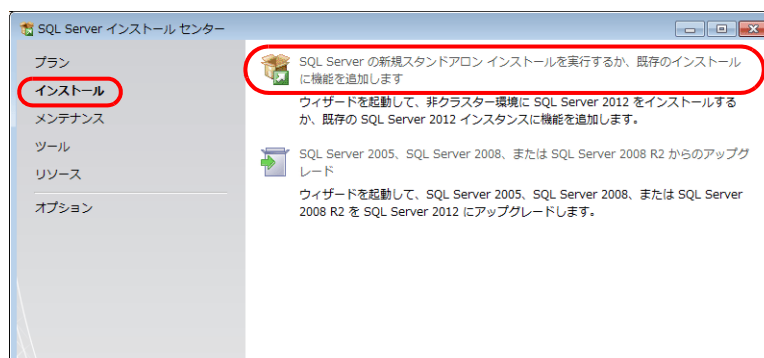 SQL Server インストール センター
プラン
インストール
メンテナンス
ツール
リソース
オプション
SQL Server の新規スタンドアロン インストールを実行するか、既存のインストール
に機能を追加します
ウィザードを起動して、非クラスター環境に SQL Server 2012 をインストールする
か、既存の SQL Server 2012 インスタンスに機能を追加します。
SQL Server 2005、SQL Server 2008、または SQL Server 2008 R2 からのアップグ
レード
ウィザードを起動して、SQL Server 2005、SQL Server 2008、または SQL Server
2008 R2 を SQL Server 2012 にアップグレードします。